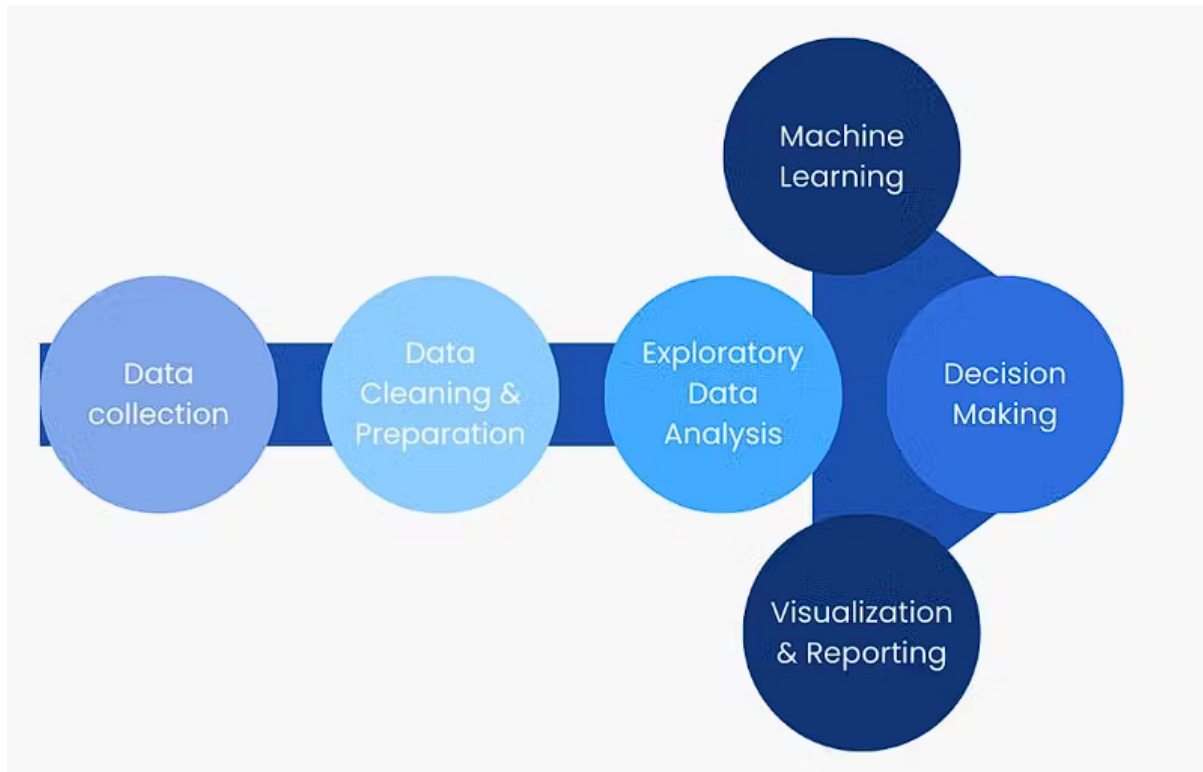 Data
collection
Data
Cleaning &
Preparation
Exploratory
Data
Analysis
Machine
Learning
Visualization
& Reporting
Decision
Making